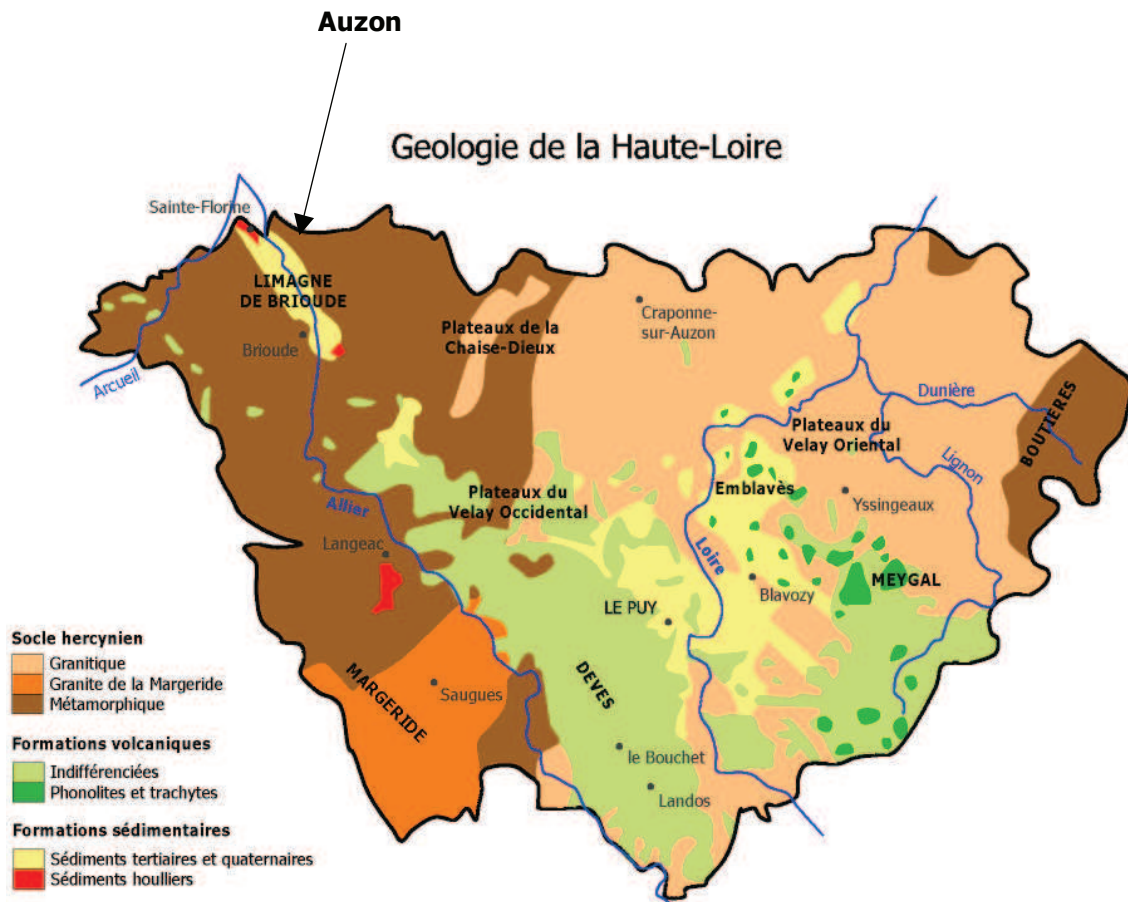 Auzon
Geologie de la Haute-Loire
Sainte-Florine
LIMAGNE
DE BRIOUDE
Brioude
Arcueil
Plateaux de la
Chaise-Dieux
Craponne-
sur-Auzon
Dunière
BOUTIERES
Plateaux du
Velay Oriental
Lignon
Emblavès
Yssingeaux
Plateaux du
Velay Occidental
Allier
Langeac
Loire
MEYGAL
Blavozy
LE PUY
DEVES
MARGERIDE
Saugues
le Bouchet
Landos
Socle hercynien
Granitique
Granite de la Margeride
Métamorphique
Formations volcaniques
Indifférenciées
Phonolites et trachytes
Formations sédimentaires
Sédiments tertiaires et quaternaires
Sédiments houlliers